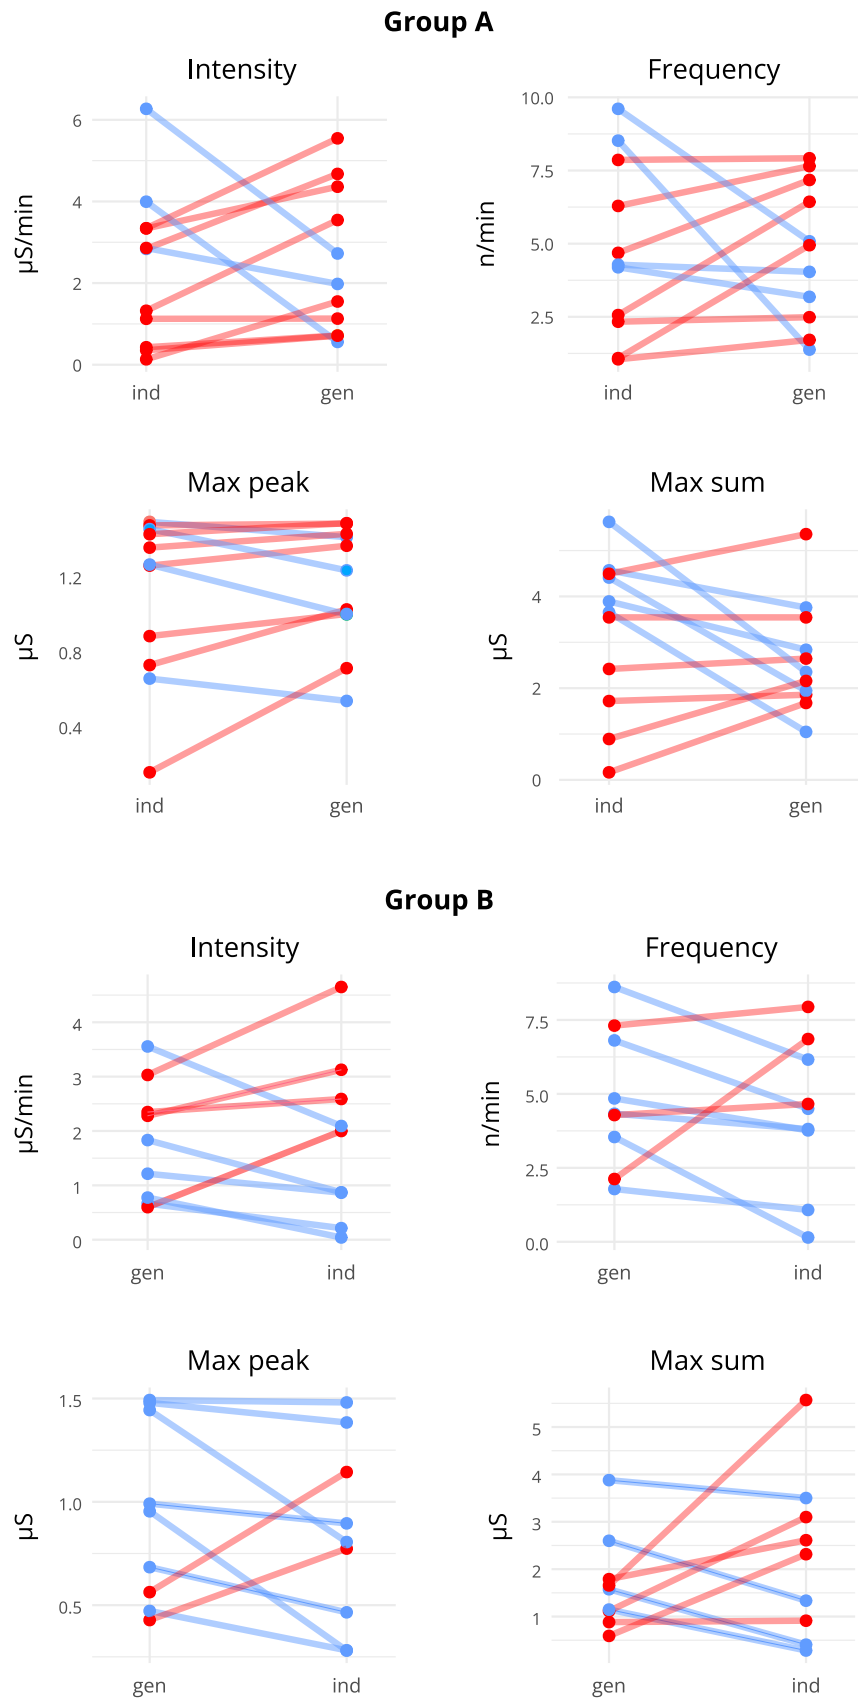 Group A
Intensity
Frequency
µS/min
6
4
2
0
ind
gen
n/min
10.0
7.5
5.0
2.5
ind
gen
Max peak
Max sum
µS
1.2
0.8
0.4
ind
gen
µS
4
2
0
ind
gen
Group B
Intensity
Frequency
µS/min
4
3
2
1
0
gen
ind
n/min
7.5
5.0
2.5
0.0
gen
ind
Max peak
Max sum
µS
1.5
1.0
0.5
gen
ind
µS
5
4
3
2
1
gen
ind